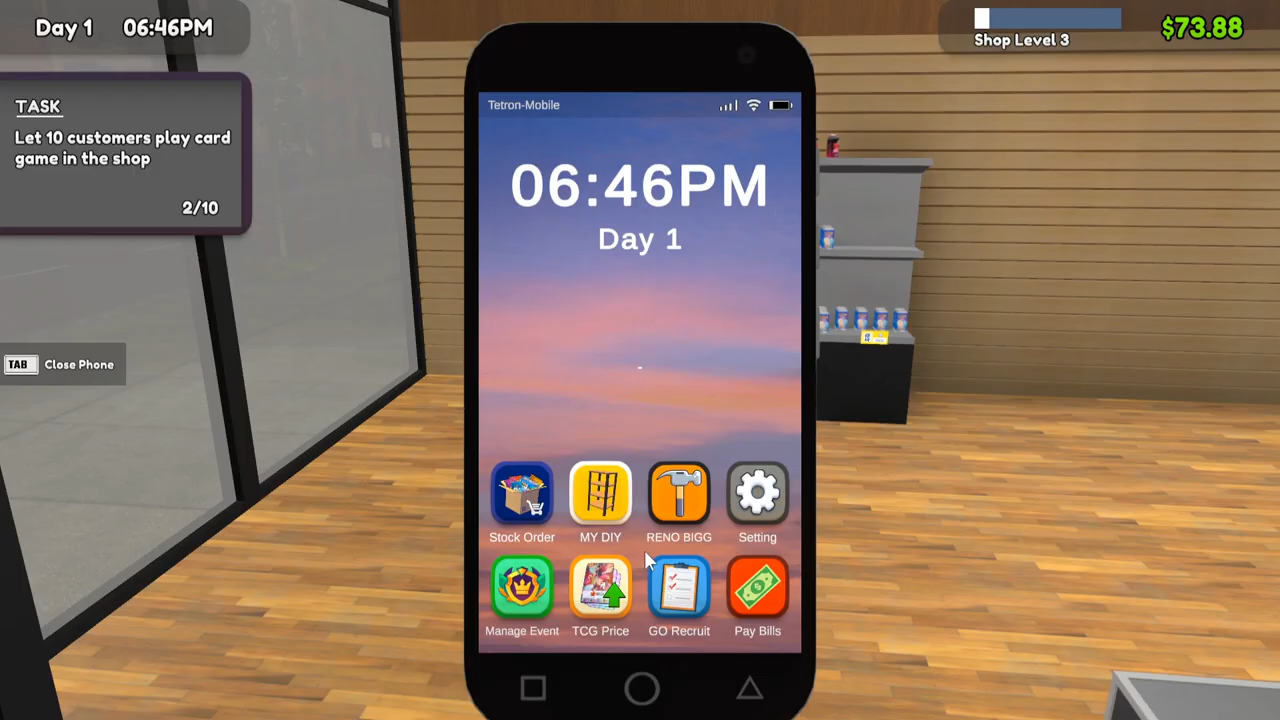 Day 1 06:46PM
Shop Level 3
$73.88
TASK
Let 10 customers play card
game in the shop
2/10
TAB Close Phone
Tetron-Mobile
06:46PM
Day 1
Stock Order MY DIY RENO BIGG Setting
Manage Event TCG Price GO Recruit Pay Bills